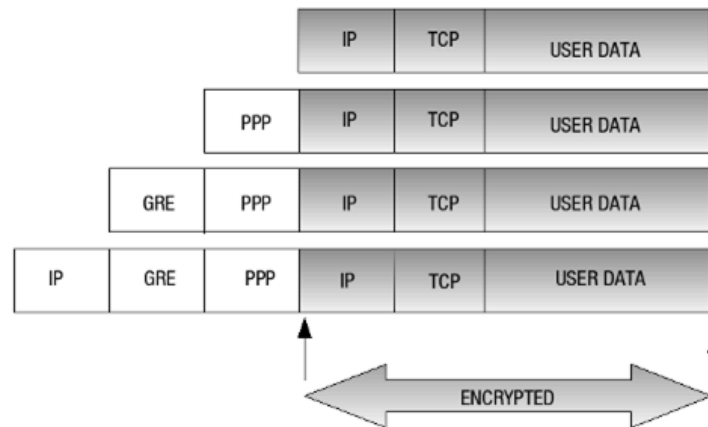 IP TCP USER DATA
PPP IP TCP USER DATA
GRE PPP IP TCP USER DATA
IP GRE PPP IP TCP USER DATA
ENCRYPTED